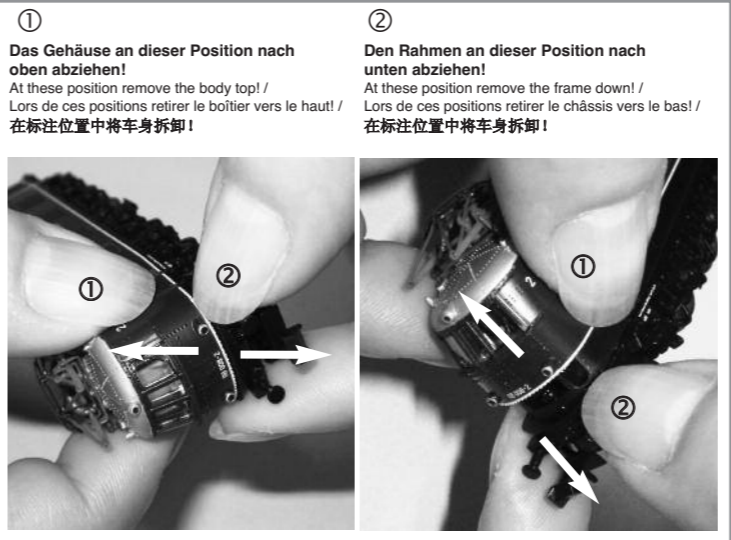 ①
Das Gehäuse an dieser Position nach
oben abziehen!
At these position remove the body top! /
Lors de ces positions retirer le boîtier vers le haut! /
在标注位置中将车身拆卸！
②
Den Rahmen an dieser Position nach
unten abziehen!
At these position remove the frame down! /
Lors de ces positions retirer le châssis vers le bas! /
在标注位置中将车身拆卸！
①
②
2
①
2
②